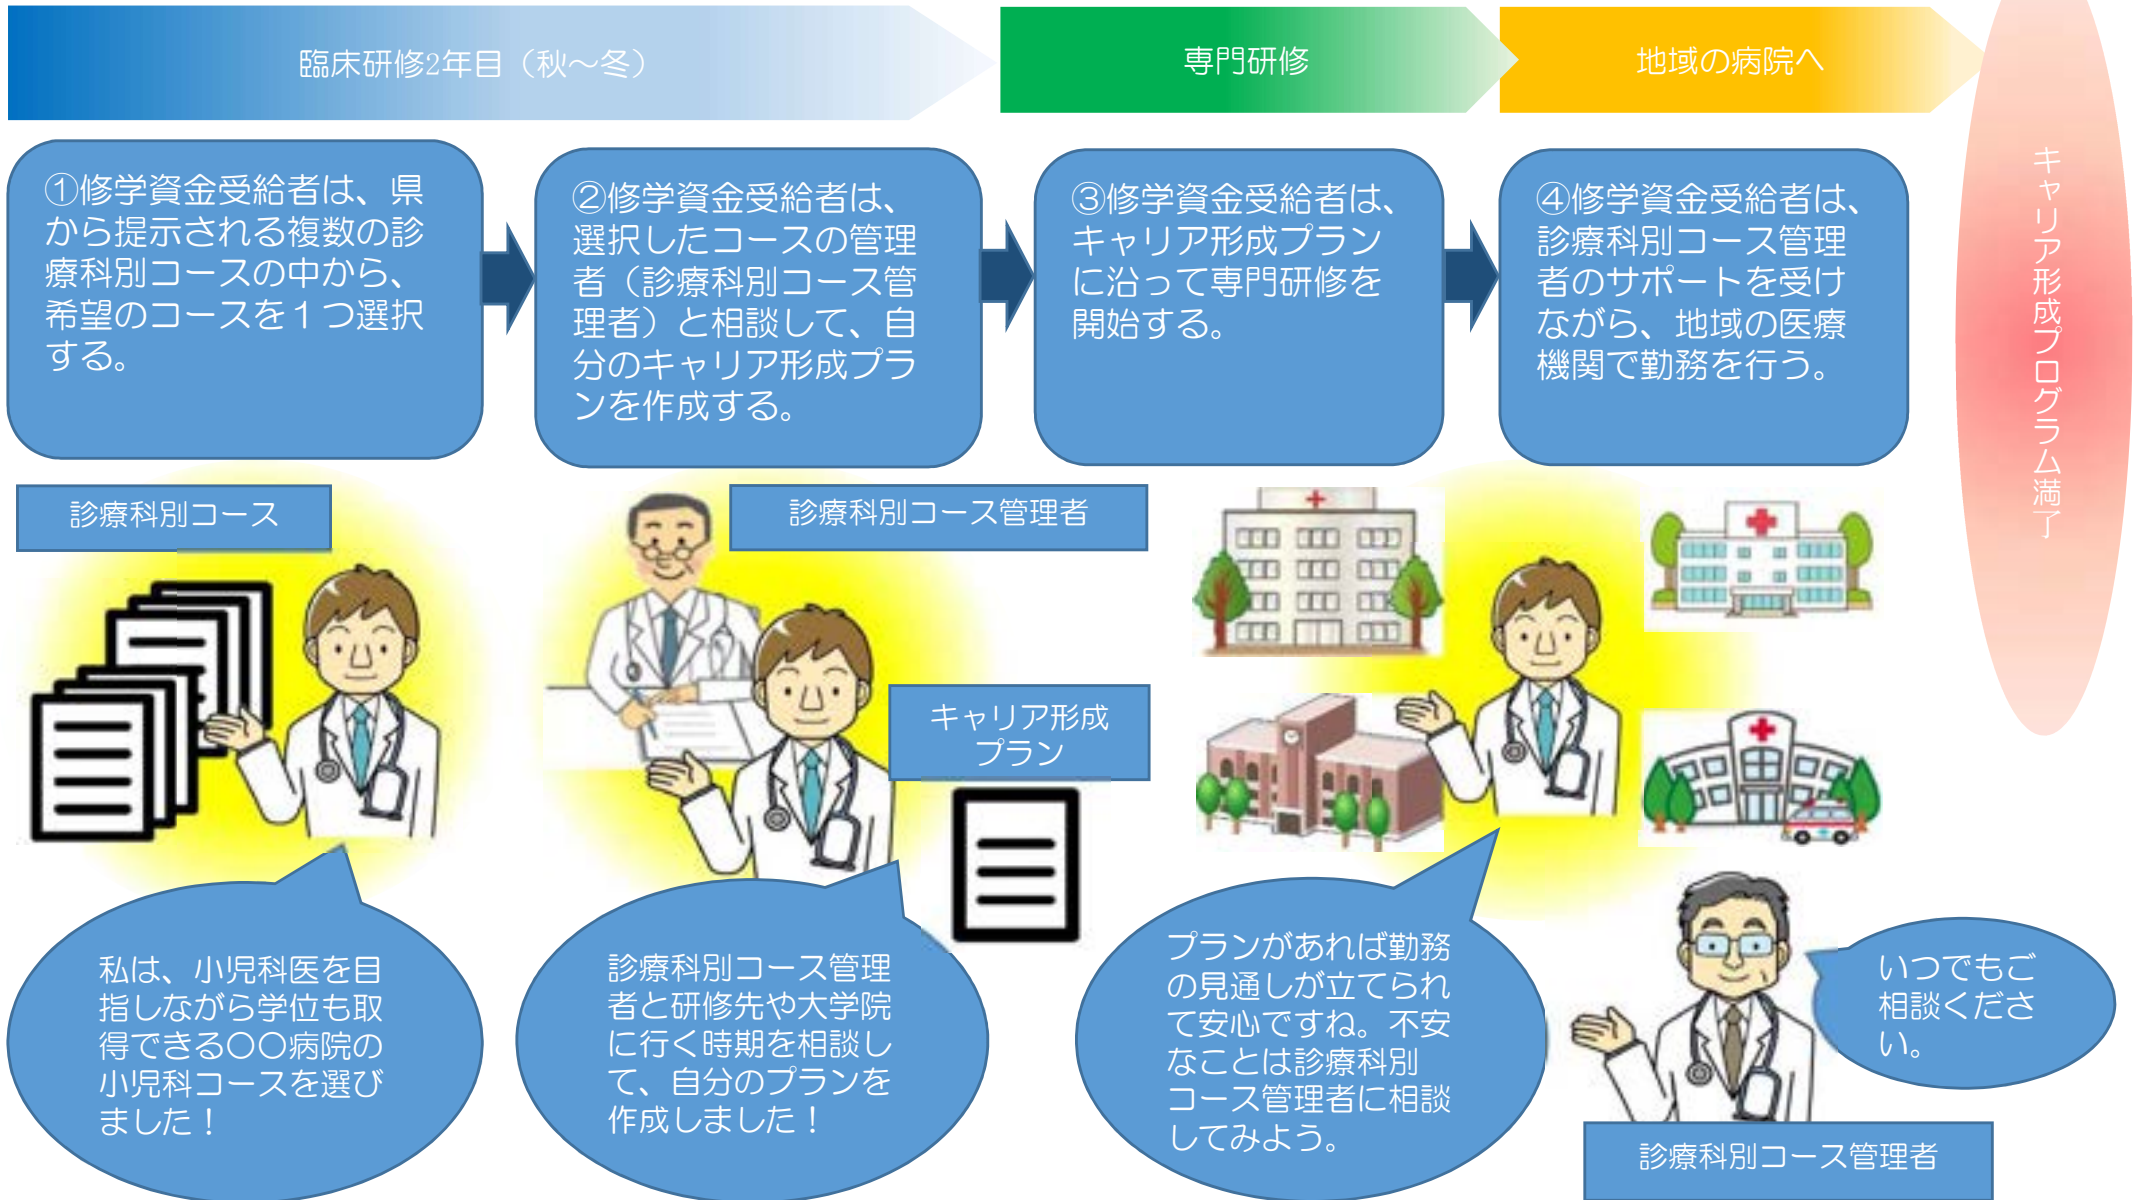 臨床研修2年目（秋～冬）
専門研修
地域の病院へ
キャリア形成プログラム満了
①修学資金受給者は、県
から提示される複数の診
療科別コースの中から、
希望のコースを１つ選択
する。
②修学資金受給者は、
選択したコースの管理
者（診療科別コース管
理者）と相談して、自
分のキャリア形成プラ
ンを作成する。
③修学資金受給者は、
キャリア形成プラン
に沿って専門研修を
開始する。
④修学資金受給者は、
診療科別コース管理
者のサポートを受け
ながら、地域の医療
機関で勤務を行う。
診療科別コース
診療科別コース管理者
キャリア形成
プラン
私は、小児科医を目
指しながら学位も取
得できる〇〇病院の
小児科コースを選び
ました！
診療科別コース管理
者と研修先や大学院
に行く時期を相談し
て、自分のプランを
作成しました！
プランがあれば勤務
の見通しが立てられ
て安心ですね。不安
なことは診療科別
コース管理者に相談
してみよう。
いつでもご
相談くださ
い。
診療科別コース管理者